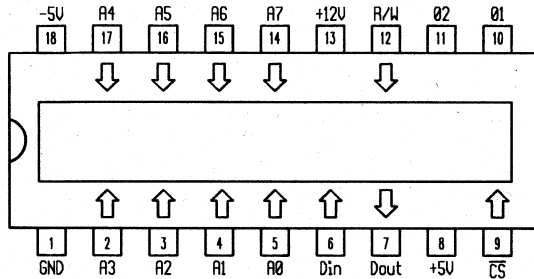 -5V A4 A5 A6 A7 +12V R/W Ø2 Ø1
18 17 16 15 14 13 12 11 10
1 2 3 4 5 6 7 8 9
GND A3 A2 A1 A0 Din Dout +5V C̅S̅